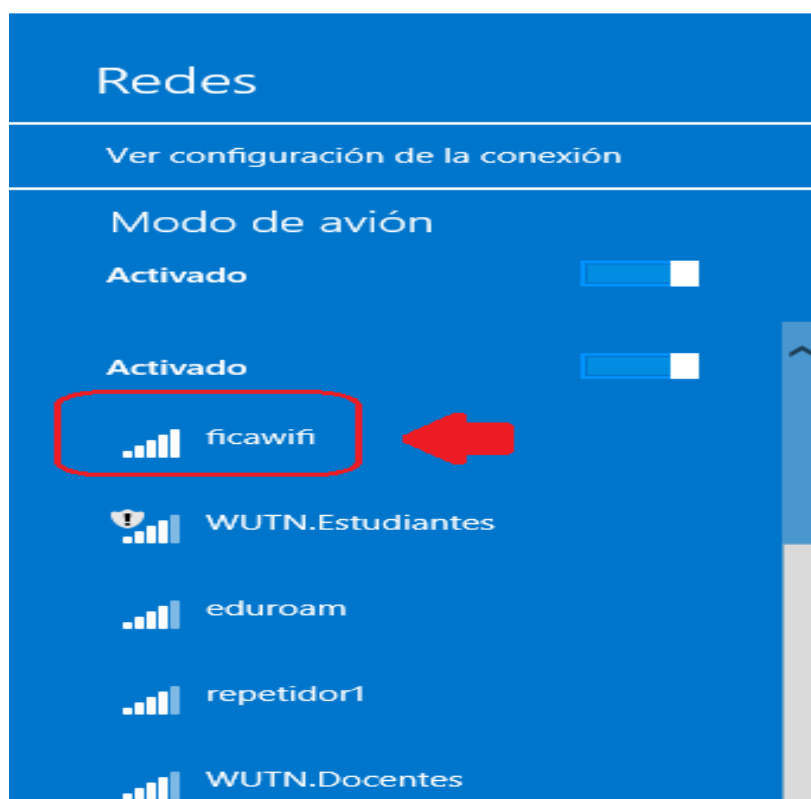 Redes
Ver configuración de la conexión
Modo de avión
Activado
Activado
ficawifi
WUTN.Estudiantes
eduroam
repetidor1
WUTN.Docentes